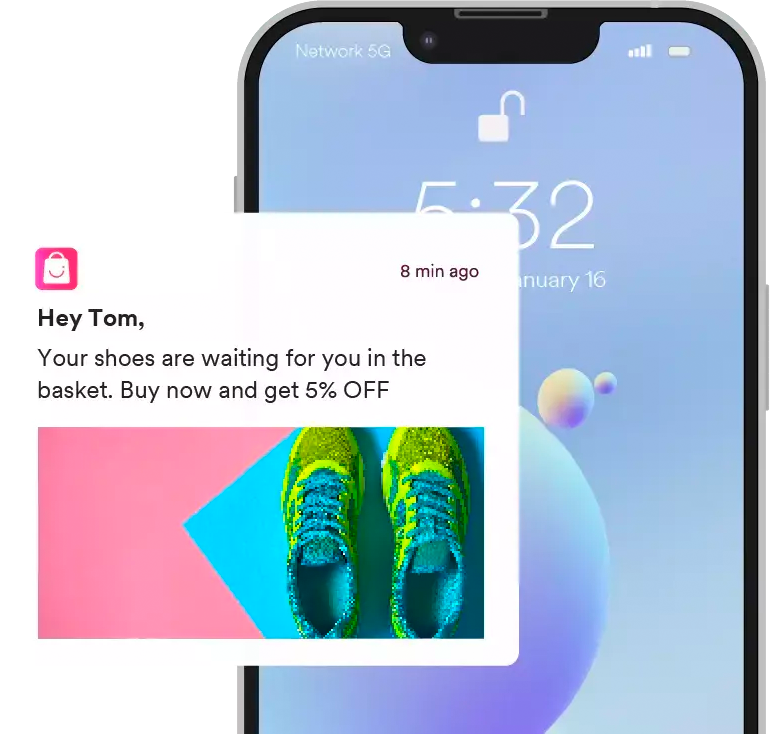 Network 5G
5:32
anuary 16
8 min ago
Hey Tom,
Your shoes are waiting for you in the
basket. Buy now and get 5% OFF